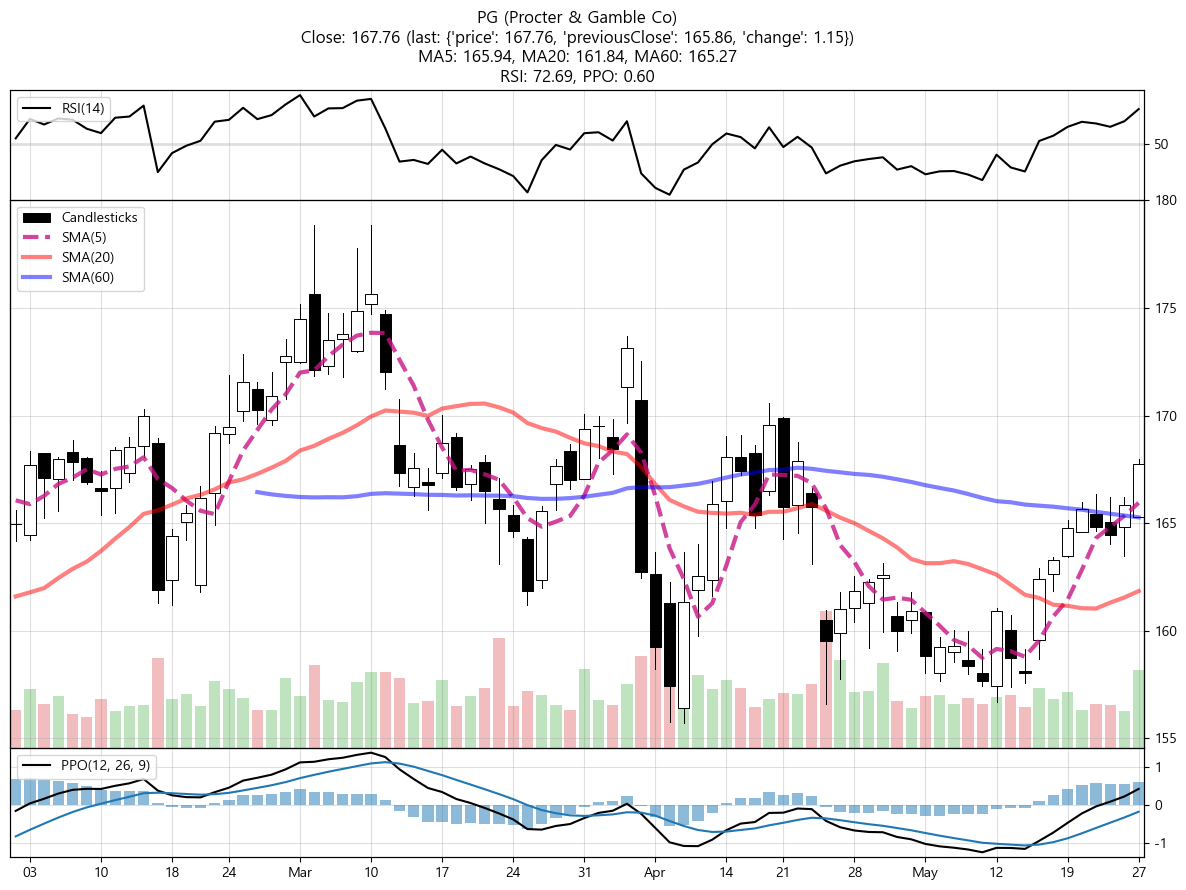 PG (Procter & Gamble Co)
Close: 167.76 (last: {'price': 167.76, 'previousClose': 165.86, 'change': 1.15})
MA5: 165.94, MA20: 161.84, MA60: 165.27
RSI: 72.69, PPO: 0.60
RSI(14)
50
180
Candlesticks
SMA(5)
SMA(20)
SMA(60)
175
170
165
160
155
PPO(12, 26, 9)
1
0
-1
03 10 18 24 Mar 10 17 24 31 Apr 14 21 28 May 12 19 27